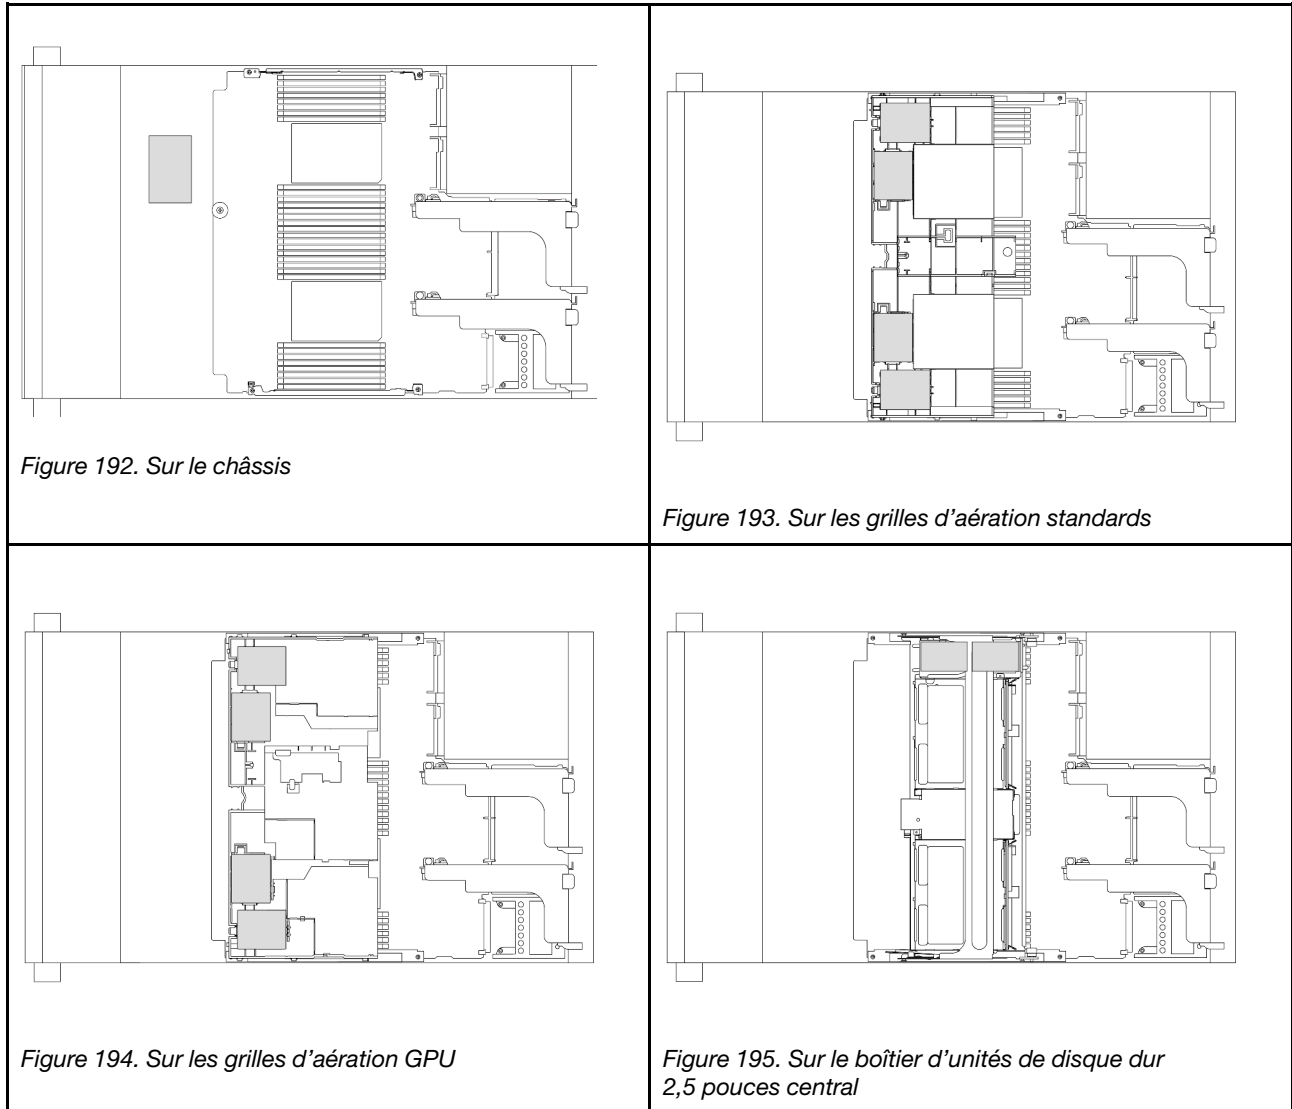 Figure 192. Sur le châssis
Figure 193. Sur les grilles d’aération standards
Figure 194. Sur les grilles d’aération GPU
Figure 195. Sur le boîtier d’unités de disque dur
2,5 pouces central